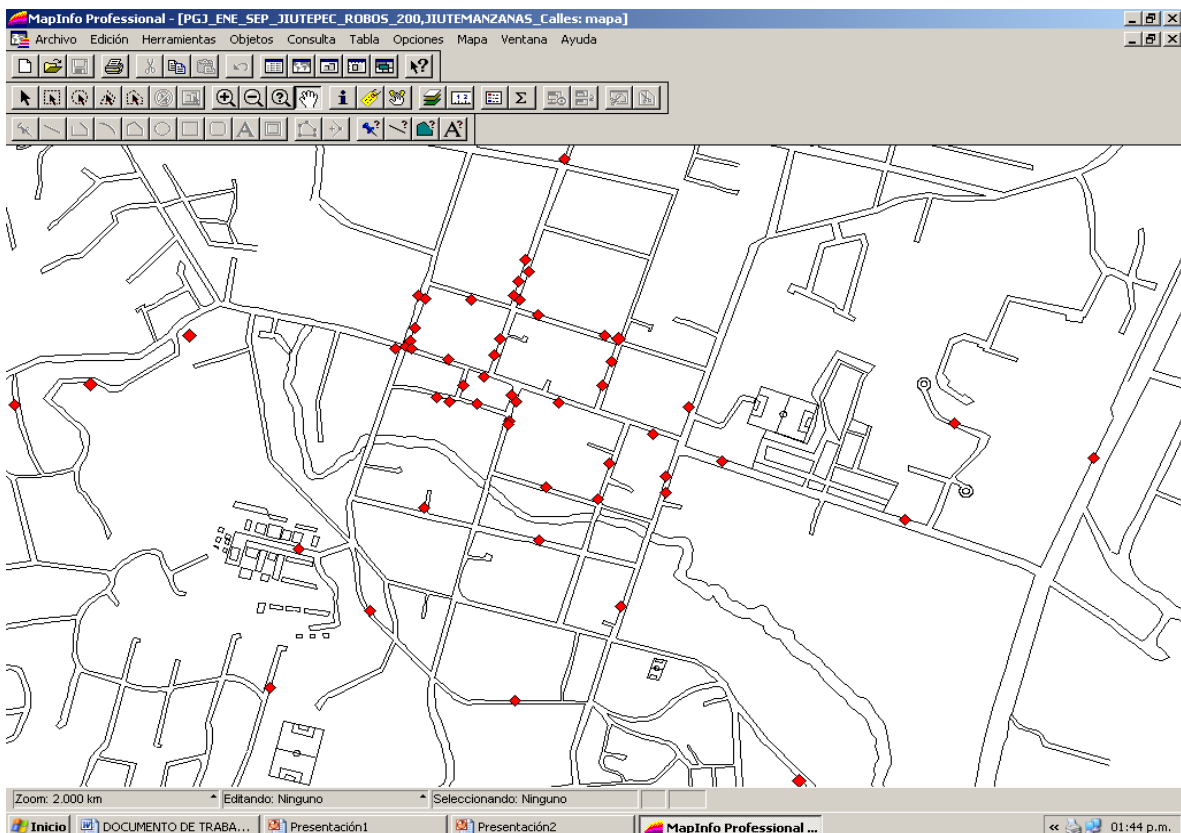 MapInfo Professional - [PGJ_ENE_SEP_JIUTEPEC_ROBOS_200,JIUTEMANZANAS_Calles: mapa]
Archivo Edición Herramientas Objetos Consulta Tabla Opciones Mapa Ventana Ayuda
Zoom: 2.000 km Editando: Ninguno Seleccionando: Ninguno
Inicio DOCUMENTO DE TRABA... Presentación1 Presentación2 MapInfo Professional ... « 01:44 p.m.